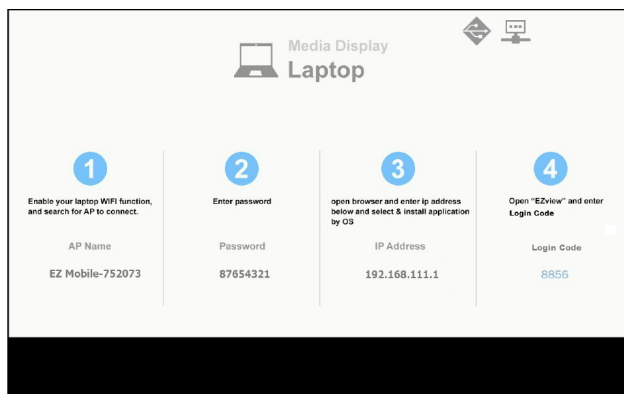 Media Display
Laptop
1
Enable your laptop WIFI function,
and search for AP to connect.
AP Name
EZ Mobile-752073
2
Enter password
Password
87654321
3
open browser and enter ip address
below and select & install application
by OS
IP Address
192.168.111.1
4
Open "EZview" and enter
Login Code
Login Code
8856